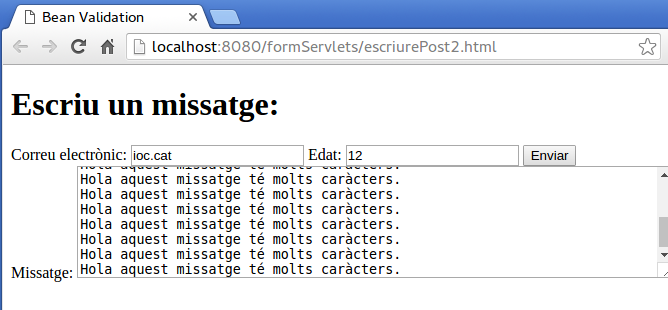 Bean Validation
localhost:8080/formServlets/escriurePost2.html
Escriu un missatge:
Correu electrònic: ioc.cat Edat: 12 Enviar
Hola aquest missatge té molts caràcters.
Hola aquest missatge té molts caràcters.
Hola aquest missatge té molts caràcters.
Hola aquest missatge té molts caràcters.
Hola aquest missatge té molts caràcters.
Hola aquest missatge té molts caràcters.
Hola aquest missatge té molts caràcters.
Missatge: Hola aquest missatge té molts caràcters.